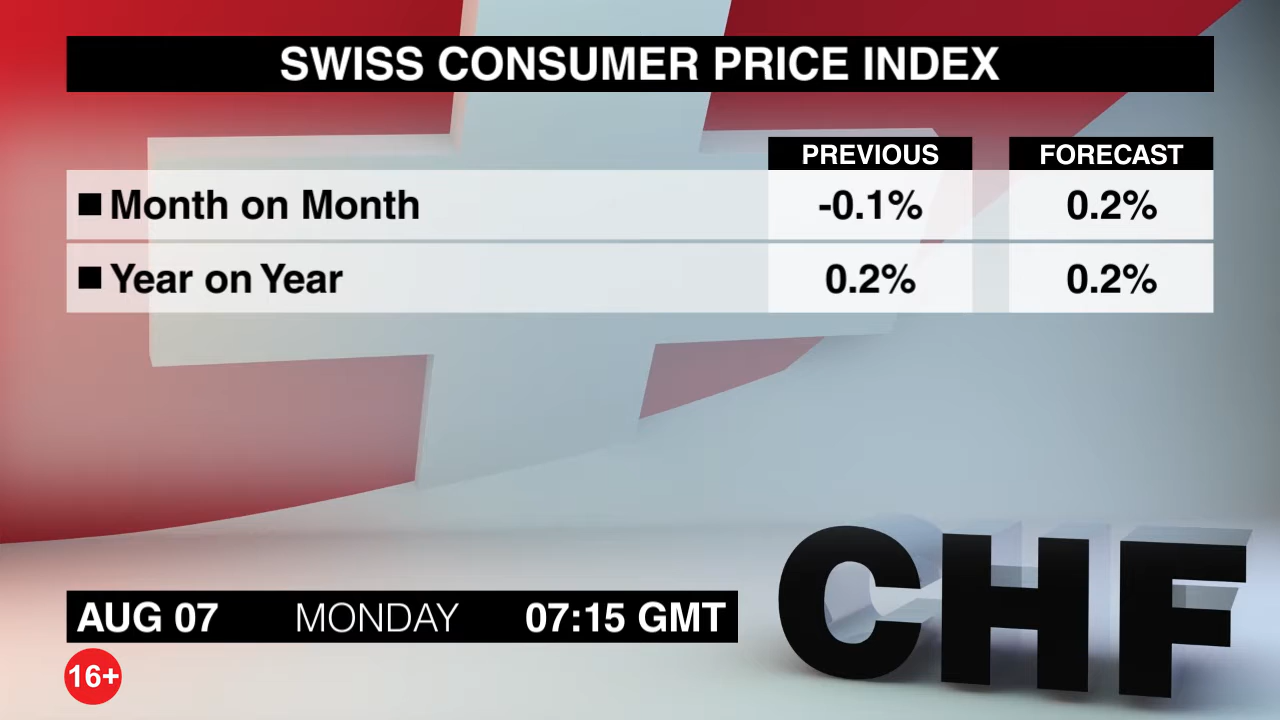 SWISS CONSUMER PRICE INDEX
PREVIOUS FORECAST
Month on Month -0.1% 0.2%
Year on Year 0.2% 0.2%
AUG 07 MONDAY 07:15 GMT
CHF
16+